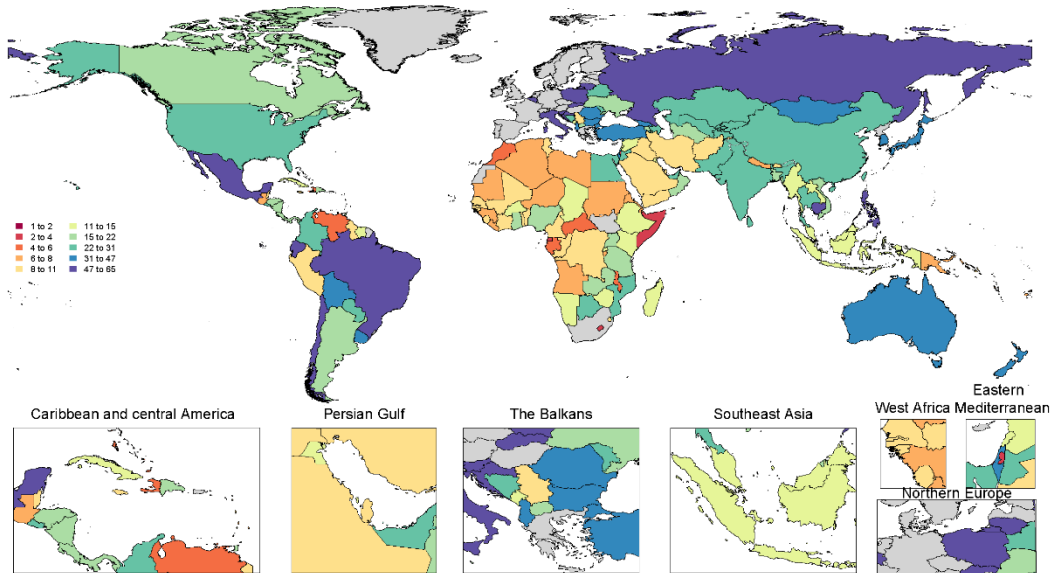 1 to 2
2 to 4
4 to 6
6 to 8
8 to 11
11 to 15
15 to 22
22 to 31
31 to 47
47 to 65
Caribbean and central America
Persian Gulf
The Balkans
Southeast Asia
West Africa
Eastern
Mediterranean
Northern Europe